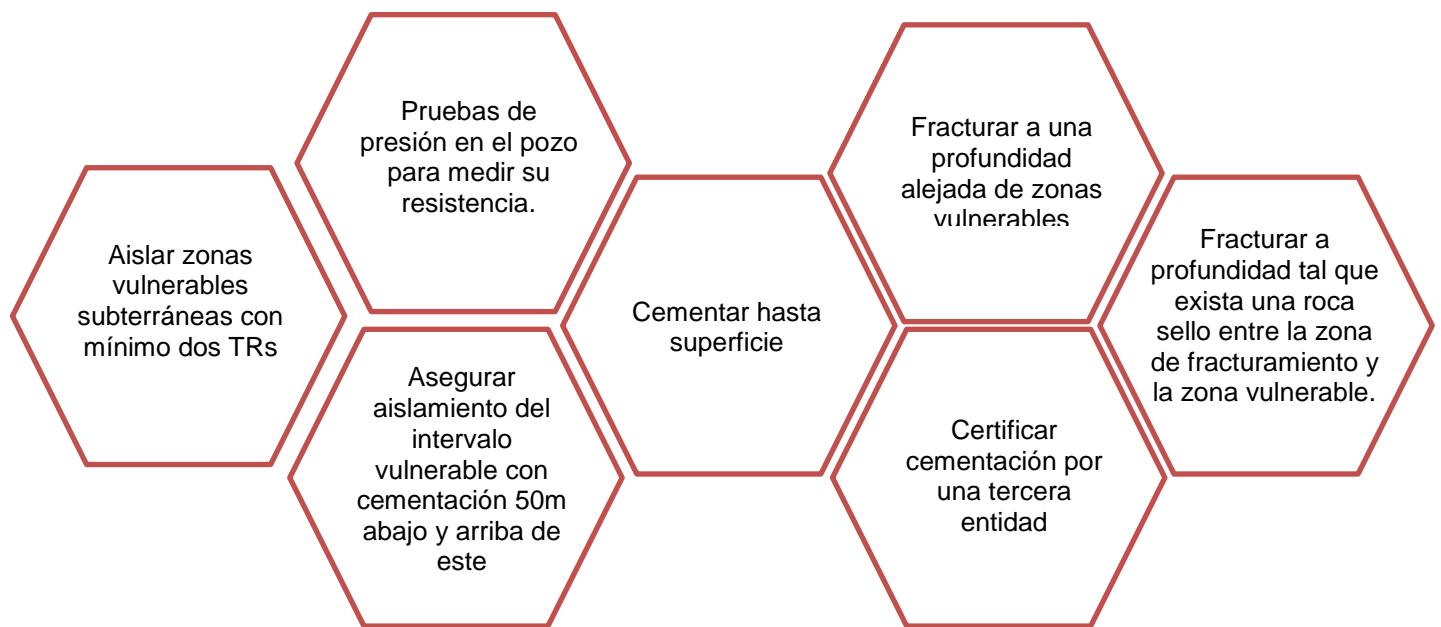 Aislar zonas
vulnerables
subterráneas con
mínimo dos TRs
Pruebas de
presión en el pozo
para medir su
resistencia.
Asegurar
aislamiento del
intervalo
vulnerable con
cementación 50m
abajo y arriba de
este
Cementar hasta
superficie
Fracturar a una
profundidad
alejada de zonas
vulnerables
Certificar
cementación por
una tercera
entidad
Fracturar a
profundidad tal que
exista una roca
sello entre la zona
de fracturamiento y
la zona vulnerable.